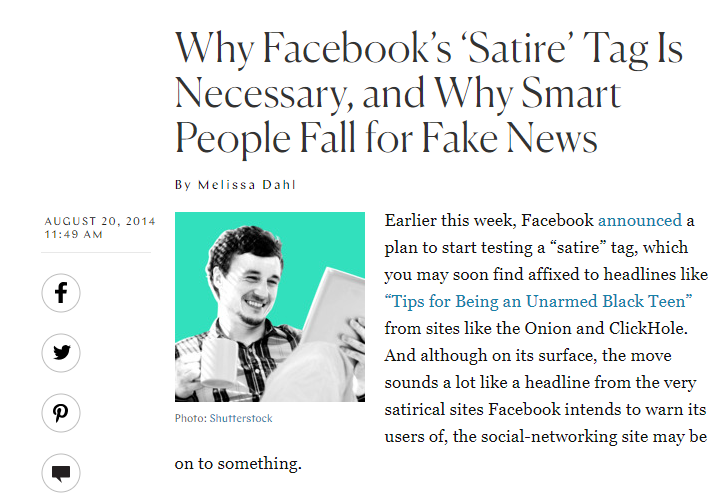 Why Facebook’s ‘Satire’ Tag Is
Necessary, and Why Smart
People Fall for Fake News
By Melissa Dahl
AUGUST 20, 2014
11:49 AM
Photo: Shutterstock
Earlier this week, Facebook announced a
plan to start testing a “satire” tag, which
you may soon find affixed to headlines like
“Tips for Being an Unarmed Black Teen”
from sites like the Onion and ClickHole.
And although on its surface, the move
sounds a lot like a headline from the very
satirical sites Facebook intends to warn its
users of, the social-networking site may be
on to something.